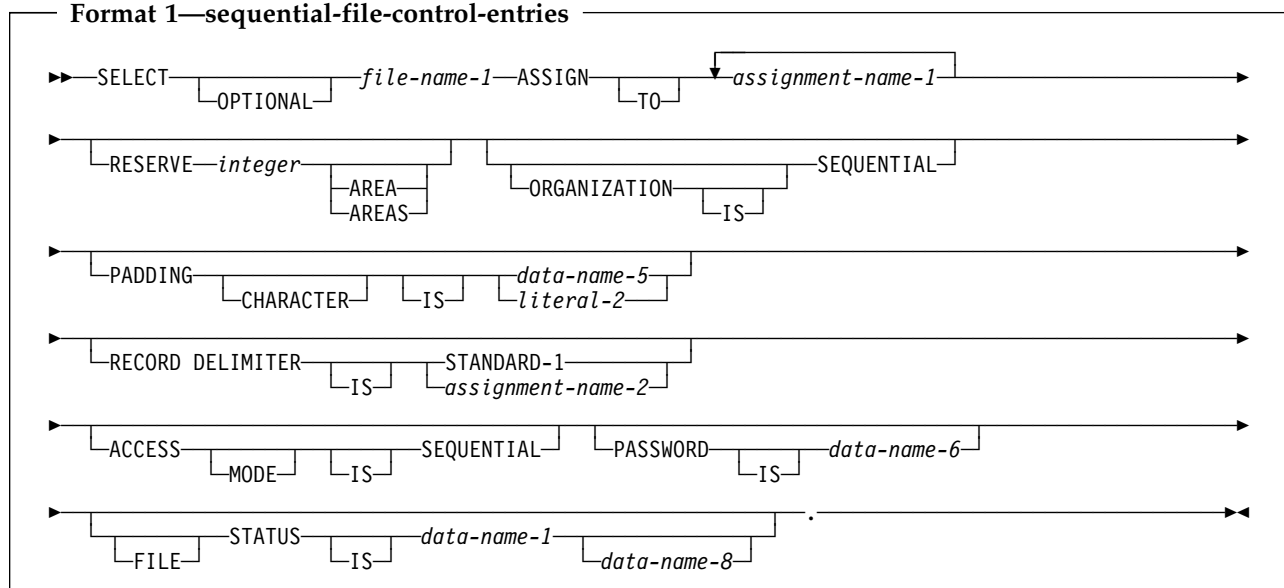 Format 1—sequential-file-control-entries
SELECT file-name-1 ASSIGN assignment-name-1
OPTIONAL TO
RESERVE integer SEQUENTIAL
AREA ORGANIZATION
AREAS IS
PADDING data-name-5
CHARACTER IS literal-2
RECORD DELIMITER STANDARD-1
IS assignment-name-2
ACCESS SEQUENTIAL PASSWORD data-name-6
MODE IS IS
STATUS data-name-1 .
FILE IS data-name-8